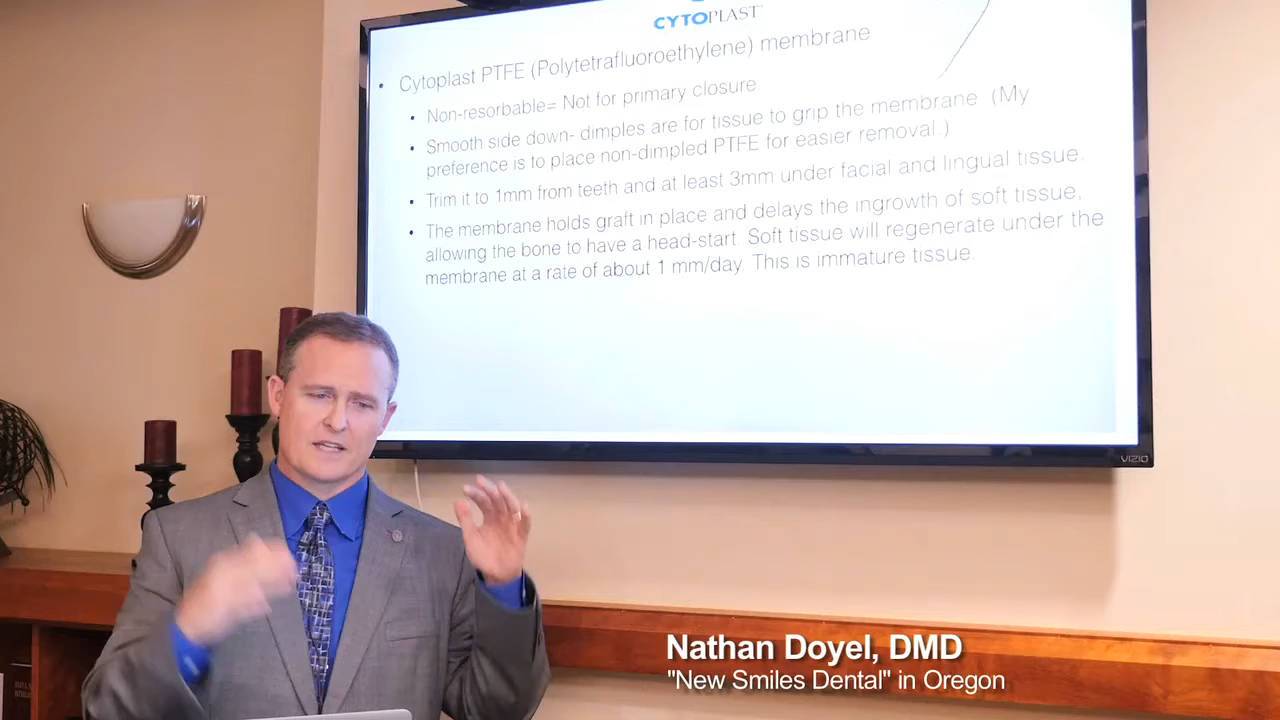 CYTOPLAST
• Cytoplast PTFE (Polytetrafluoroethylene) membrane
• Non-resorbable= Not for primary closure
• Smooth side down- dimples are for tissue to grip the membrane (My
preference is to place non-dimpled PTFE for easier removal.)
• Trim it to 1mm from teeth and at least 3mm under facial and lingual tissue.
• The membrane holds graft in place and delays the ingrowth of soft tissue,
allowing the bone to have a head-start. Soft tissue will regenerate under the
membrane at a rate of about 1 mm/day. This is immature tissue.
VIZIO
Nathan Doyel, DMD
"New Smiles Dental" in Oregon